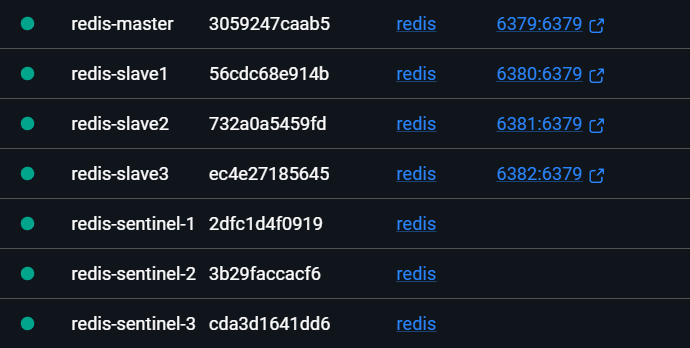 redis-master 3059247caab5 redis 6379:6379
redis-slave1 56cdc68e914b redis 6380:6379
redis-slave2 732a0a5459fd redis 6381:6379
redis-slave3 ec4e27185645 redis 6382:6379
redis-sentinel-1 2dfc1d4f0919 redis
redis-sentinel-2 3b29faccacf6 redis
redis-sentinel-3 cda3d1641dd6 redis